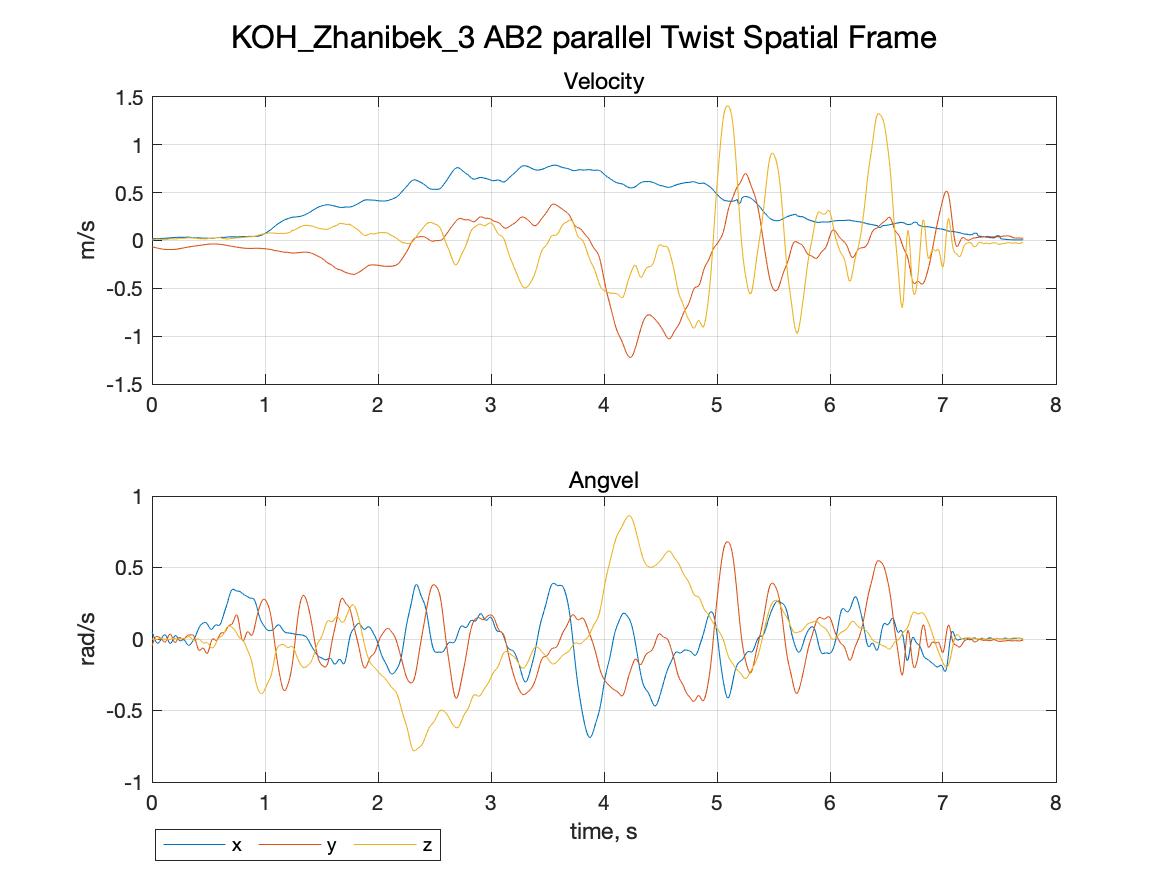 KOH_Zhanibek_3 AB2 parallel Twist Spatial Frame
Velocity
1.5
1
0.5
0
-0.5
-1
-1.5
m/s
0 1 2 3 4 5 6 7 8
Angvel
1
0.5
0
-0.5
-1
rad/s
0 1 2 3 4 5 6 7 8
time, s
x y z